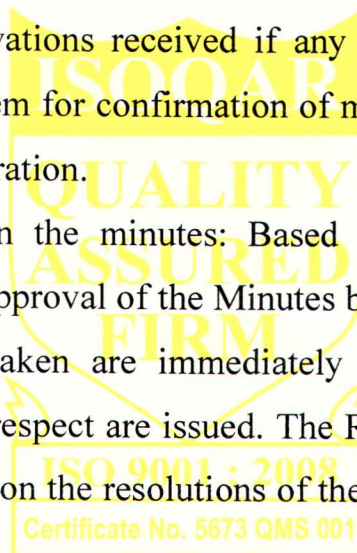 vations received if any
ISOQAR
em for confirmation of m
ration.
QUALITY
n the minutes: Based
ASSURED
pproval of the Minutes b
FIRM
aken are immediately
respect are issued. The R
ISO 9001 : 2008
on the resolutions of the
Certificate No. 5673 QMS 001